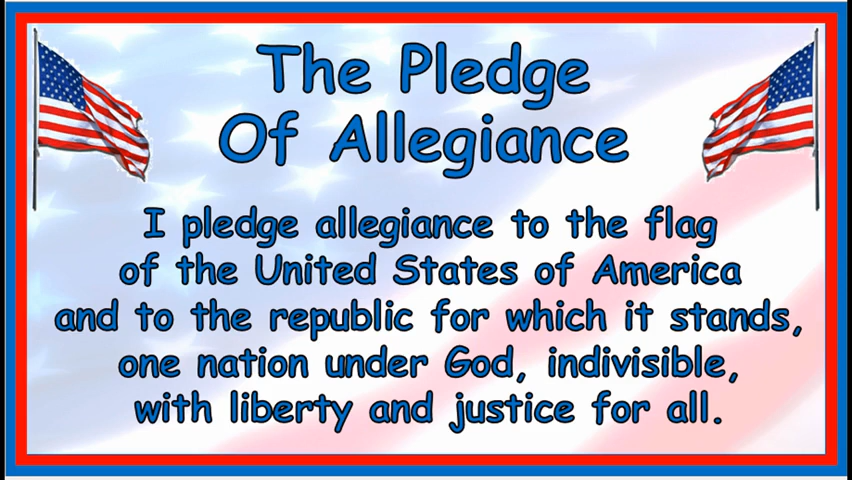 The Pledge
Of Allegiance
I pledge allegiance to the flag
of the United States of America
and to the republic for which it stands,
one nation under God, indivisible,
with liberty and justice for all.